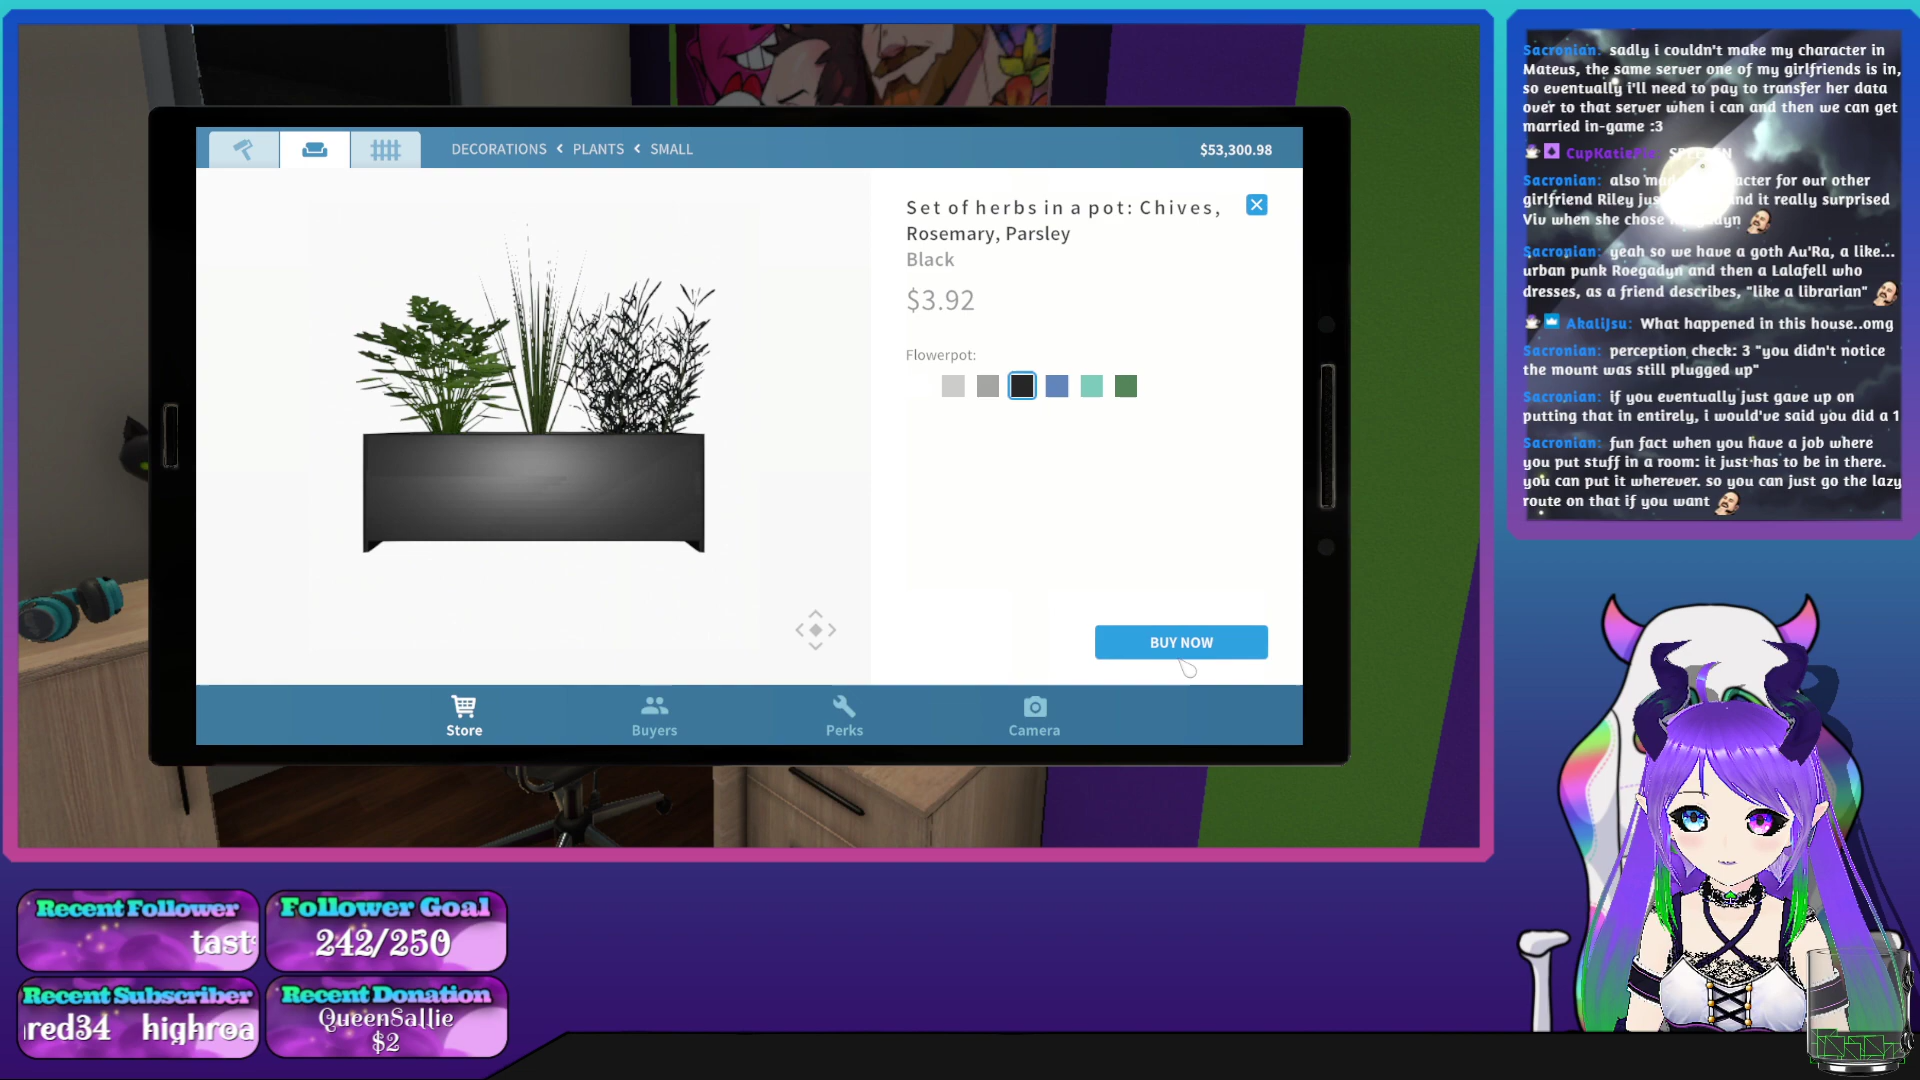 DECORATIONS < PLANTS < SMALL
$53,300.98
Set of herbs in a pot: Chives,
Rosemary, Parsley
Black
$3.92
Flowerpot:
BUY NOW
Store
Buyers
Perks
Camera
Sacronian: sadly i couldn't make my character in
Mateus, the same server one of my girlfriends is in,
so eventually i'll need to pay to transfer her data
over to that server when i can and then we can get
married in-game :3
Sacronian: also
for our other
girlfriend Riley
it really surprised
Viv when she chose
Sacronian: yeah so we have a goth Au'Ra, a like...
urban punk Roegadyn and then a Lalafell who
dresses, as a friend describes, "like a librarian"
AkaliJsu: What happened in this house..omg
Sacronian: perception check: 3 "you didn't notice
the mount was still plugged up"
Sacronian: if you eventually just gave up on
putting that in entirely, i would've said you did a 1
Sacronian: fun fact when you have a job where
you put stuff in a room: it just has to be in there.
you can put it wherever. so you can just go the lazy
route on that if you want
Recent Follower
tast
Follower Goal
242/250
Recent Subscriber
red34 highroa
Recent Donation
QueenSallie
$2